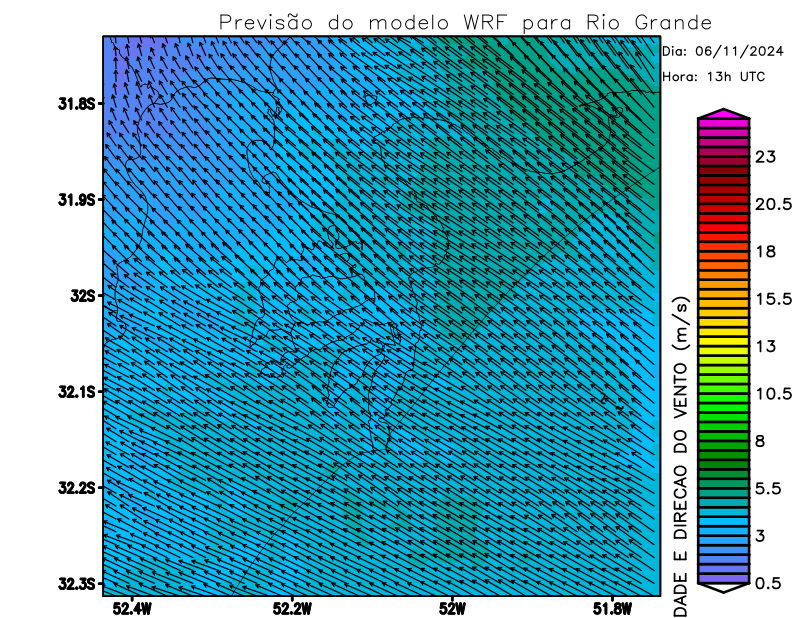 Previsão do modelo WRF para Rio Grande
Dia: 06/11/2024
Hora: 13h UTC
31.8S
31.9S
32S
32.1S
32.2S
32.3S
52.4W
52.2W
52W
51.8W
23
20.5
18
15.5
13
10.5
8
5.5
3
0.5
DADE E DIRECAO DO VENTO (m/s)